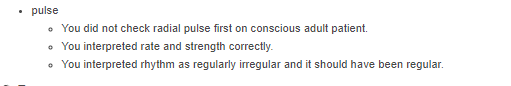 pulse
You did not check radial pulse first on conscious adult patient.
You interpreted rate and strength correctly.
You interpreted rhythm as regularly irregular and it should have been regular.